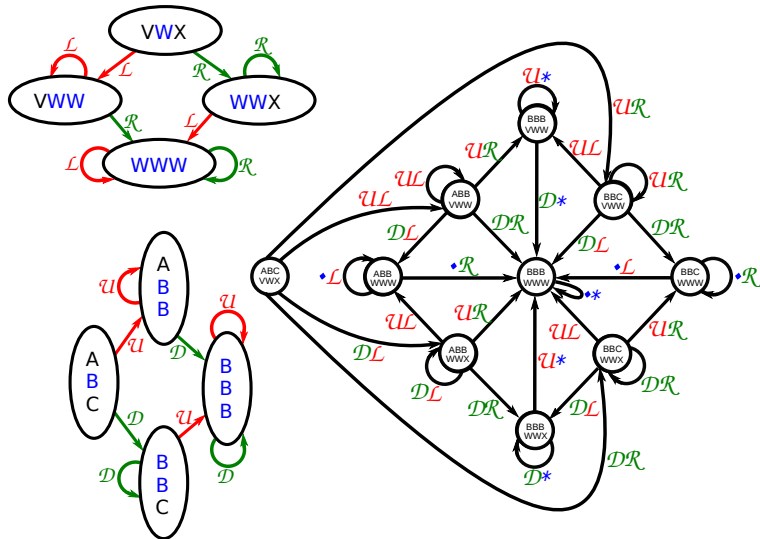 VWX
ℒ
ℛ
ℒ
ℛ
VWW
WWX
ℛ
ℒ
WWW
ℒ
ℛ
A
B
B
𝒰
𝒰
𝒟
𝒰
A
B
C
B
B
B
𝒟
𝒰
𝒟
B
B
C
𝒟
𝒰*
BBB
VWW
𝒰ℛ
𝒰ℛ
𝒰ℒ
𝒰ℒ
𝒰ℛ
𝒰ℒ
ABB
VWW
BBC
VWW
𝒟*
𝒟ℛ
𝒟ℛ
𝒟ℒ
𝒟ℒ
ABC
VWX
⬩ℒ
ABB
WWW
⬩ℛ
BBB
WWW
⬩ℒ
BBC
WWW
⬩ℛ
⬩*
𝒰ℒ
𝒰ℛ
𝒰ℒ
𝒰ℛ
𝒟ℒ
ABB
WWX
𝒰*
BBC
WWX
𝒟ℒ
𝒟ℛ
𝒟ℒ
𝒟ℛ
BBB
WWX
𝒟ℛ
𝒟*